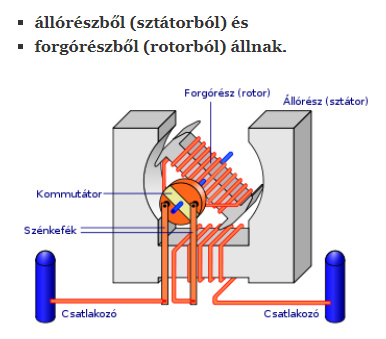 ▪ állórészből (sztátorból) és
▪ forgórészből (rotorból) állnak.
Forgórész (rotor)
Állórész (sztátor)
Kommutátor
Szénkefék
Csatlakozó
Csatlakozó